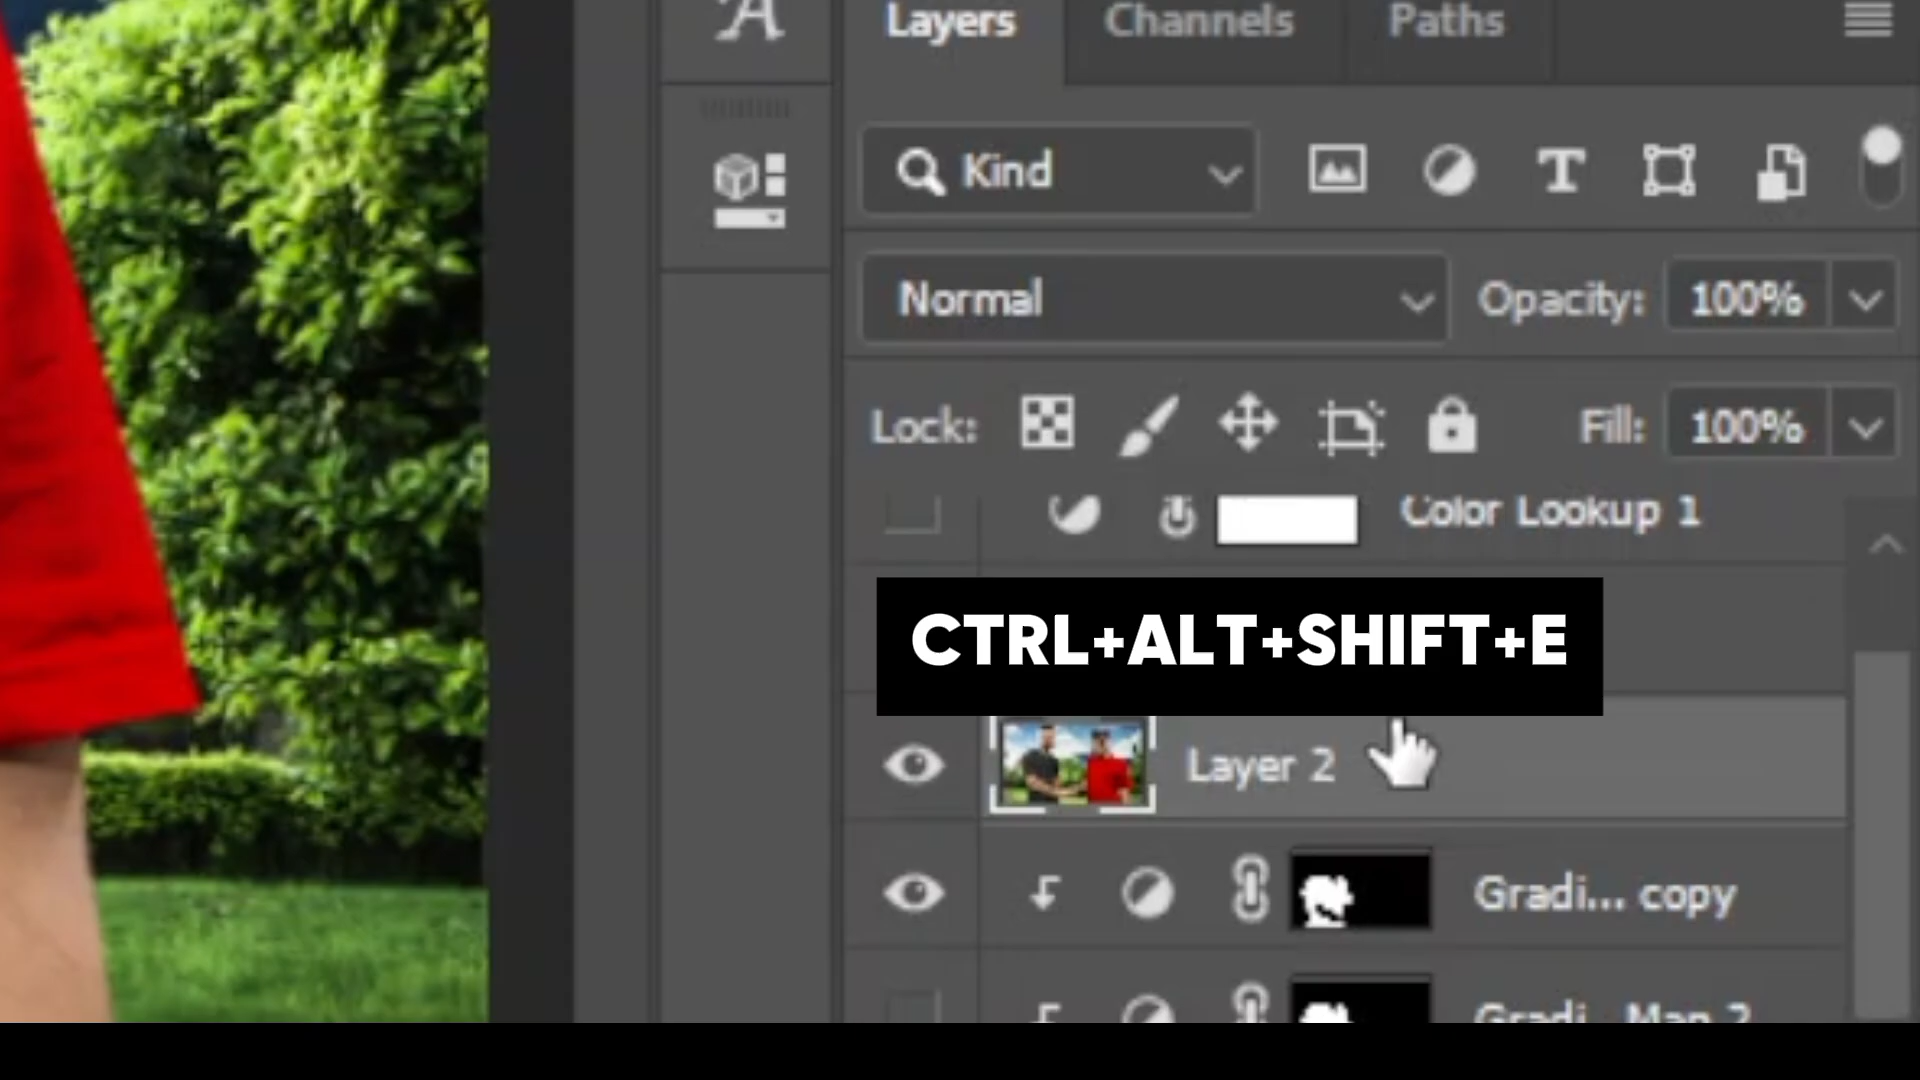 Layers Channels Paths
Kind
Normal Opacity: 100%
Lock: Fill: 100%
Color Lookup 1
CTRL+ALT+SHIFT+E
Layer 2
Gradi... copy
Gradi... Map 2